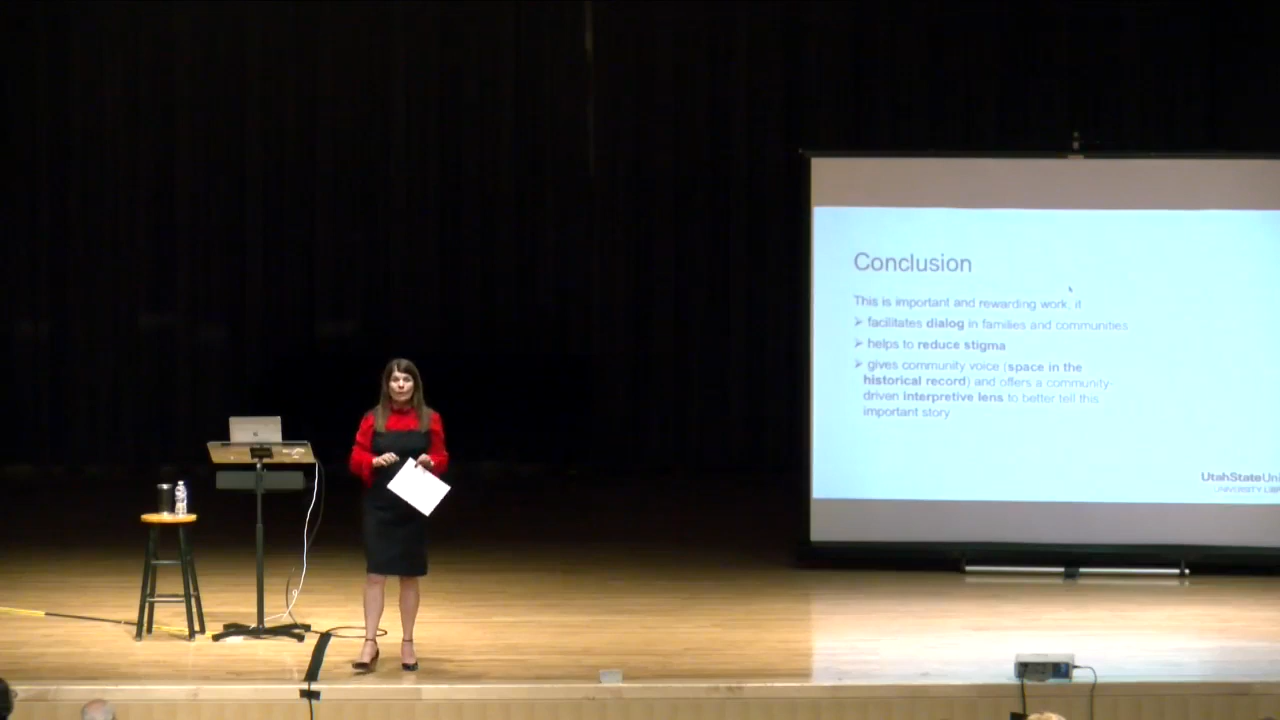 Conclusion
This is important and rewarding work, it
➢ facilitates dialog in families and communities
➢ helps to reduce stigma
➢ gives community voice (space in the
historical record) and offers a community-
driven interpretive lens to better tell this
important story
UtahStateUni
UNIVERSITY LIB